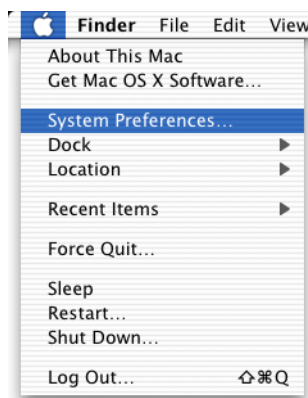 Finder File Edit View
About This Mac
Get Mac OS X Software...
System Preferences...
Dock
Location
Recent Items
Force Quit...
Sleep
Restart...
Shut Down...
Log Out... ⇧⌘Q